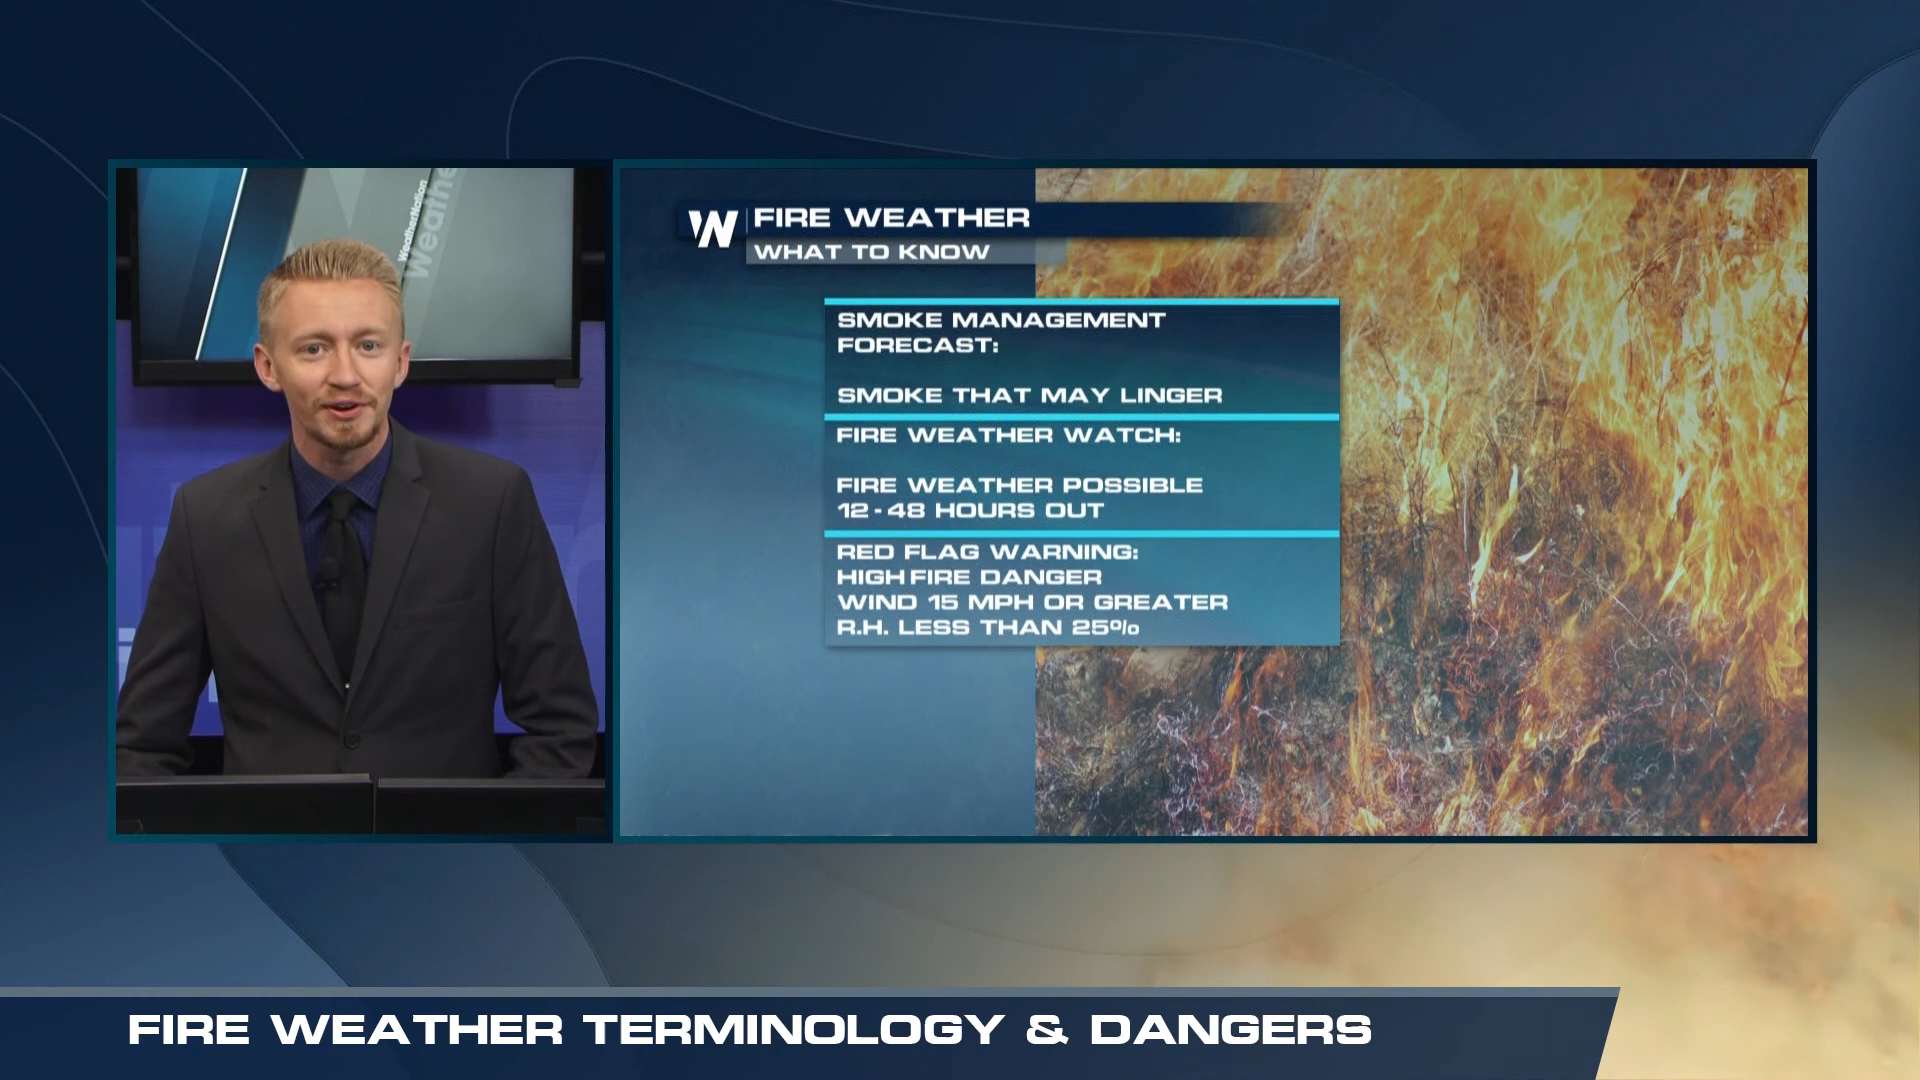 WeatherNation
Weathe
W
FIRE WEATHER
WHAT TO KNOW
SMOKE MANAGEMENT
FORECAST:
SMOKE THAT MAY LINGER
FIRE WEATHER WATCH:
FIRE WEATHER POSSIBLE
12-48 HOURS OUT
RED FLAG WARNING:
HIGH FIRE DANGER
WIND 15 MPH OR GREATER
R.H. LESS THAN 25%
FIRE WEATHER TERMINOLOGY & DANGERS